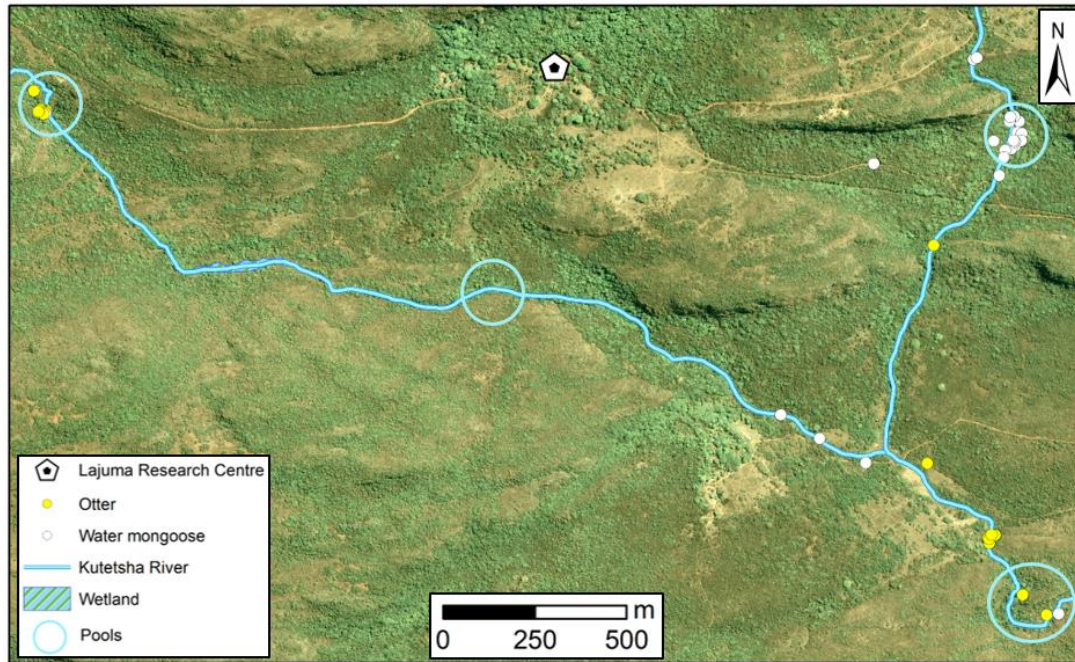 N
Lajuma Research Centre
Otter
Water mongoose
Kutetsha River
Wetland
Pools
m
0 250 500